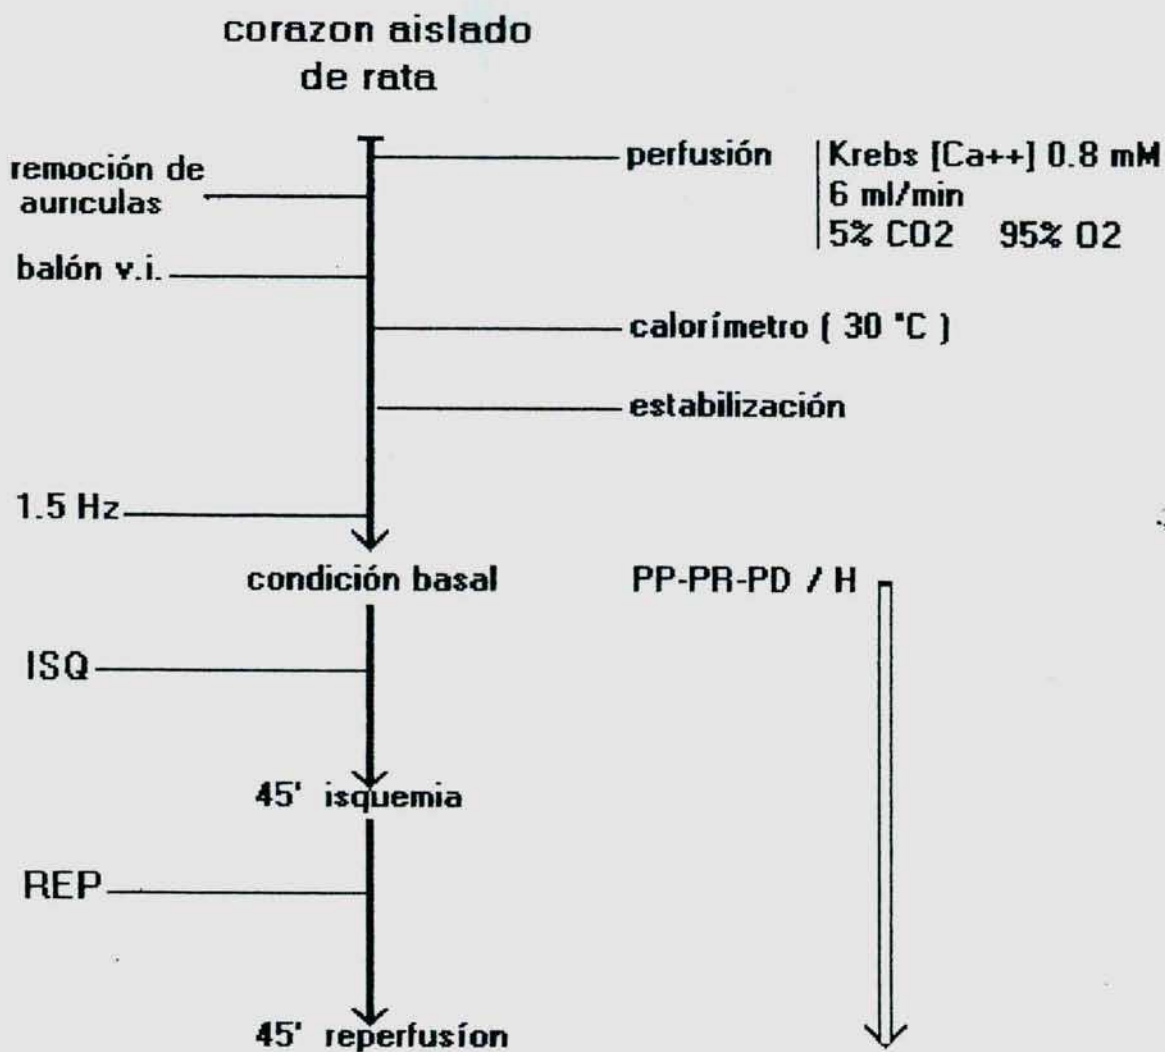 corazon aislado
de rata
perfusión
Krebs [Ca++] 0.8 mM
6 ml/min
5% CO2 95% O2
remoción de
auriculas
balón v.i.
calorímetro ( 30 °C )
estabilización
1.5 Hz
condición basal
PP-PR-PD / H
ISQ
45' isquemia
REP
45' reperfusíon